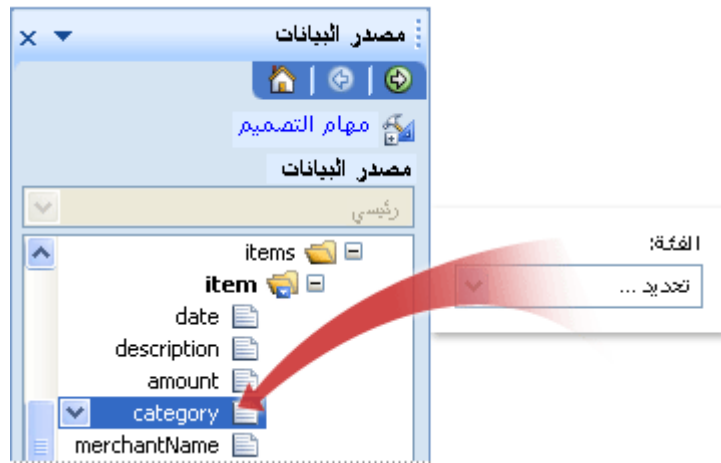 مصدر البيانات
مهام التصميم
مصدر البيانات
رئيسي
items
item
date
description
amount
category
merchantName
الفئة:
تحديد ...